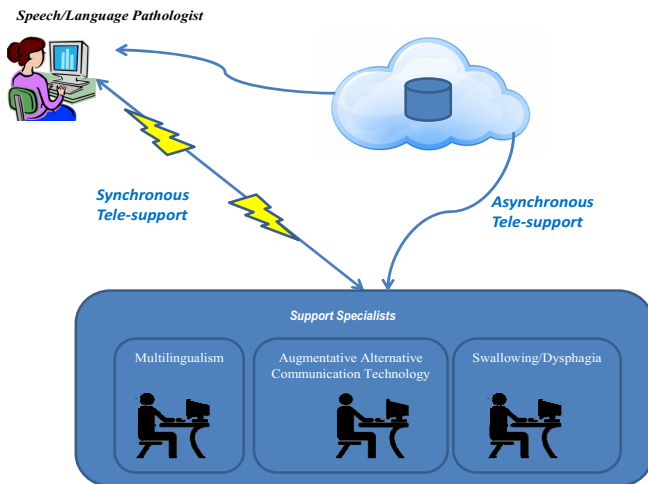 Speech/Language Pathologist
Synchronous
Tele-support
Asynchronous
Tele-support
Support Specialists
Multilingualism
Augmentative Alternative
Communication Technology
Swallowing/Dysphagia